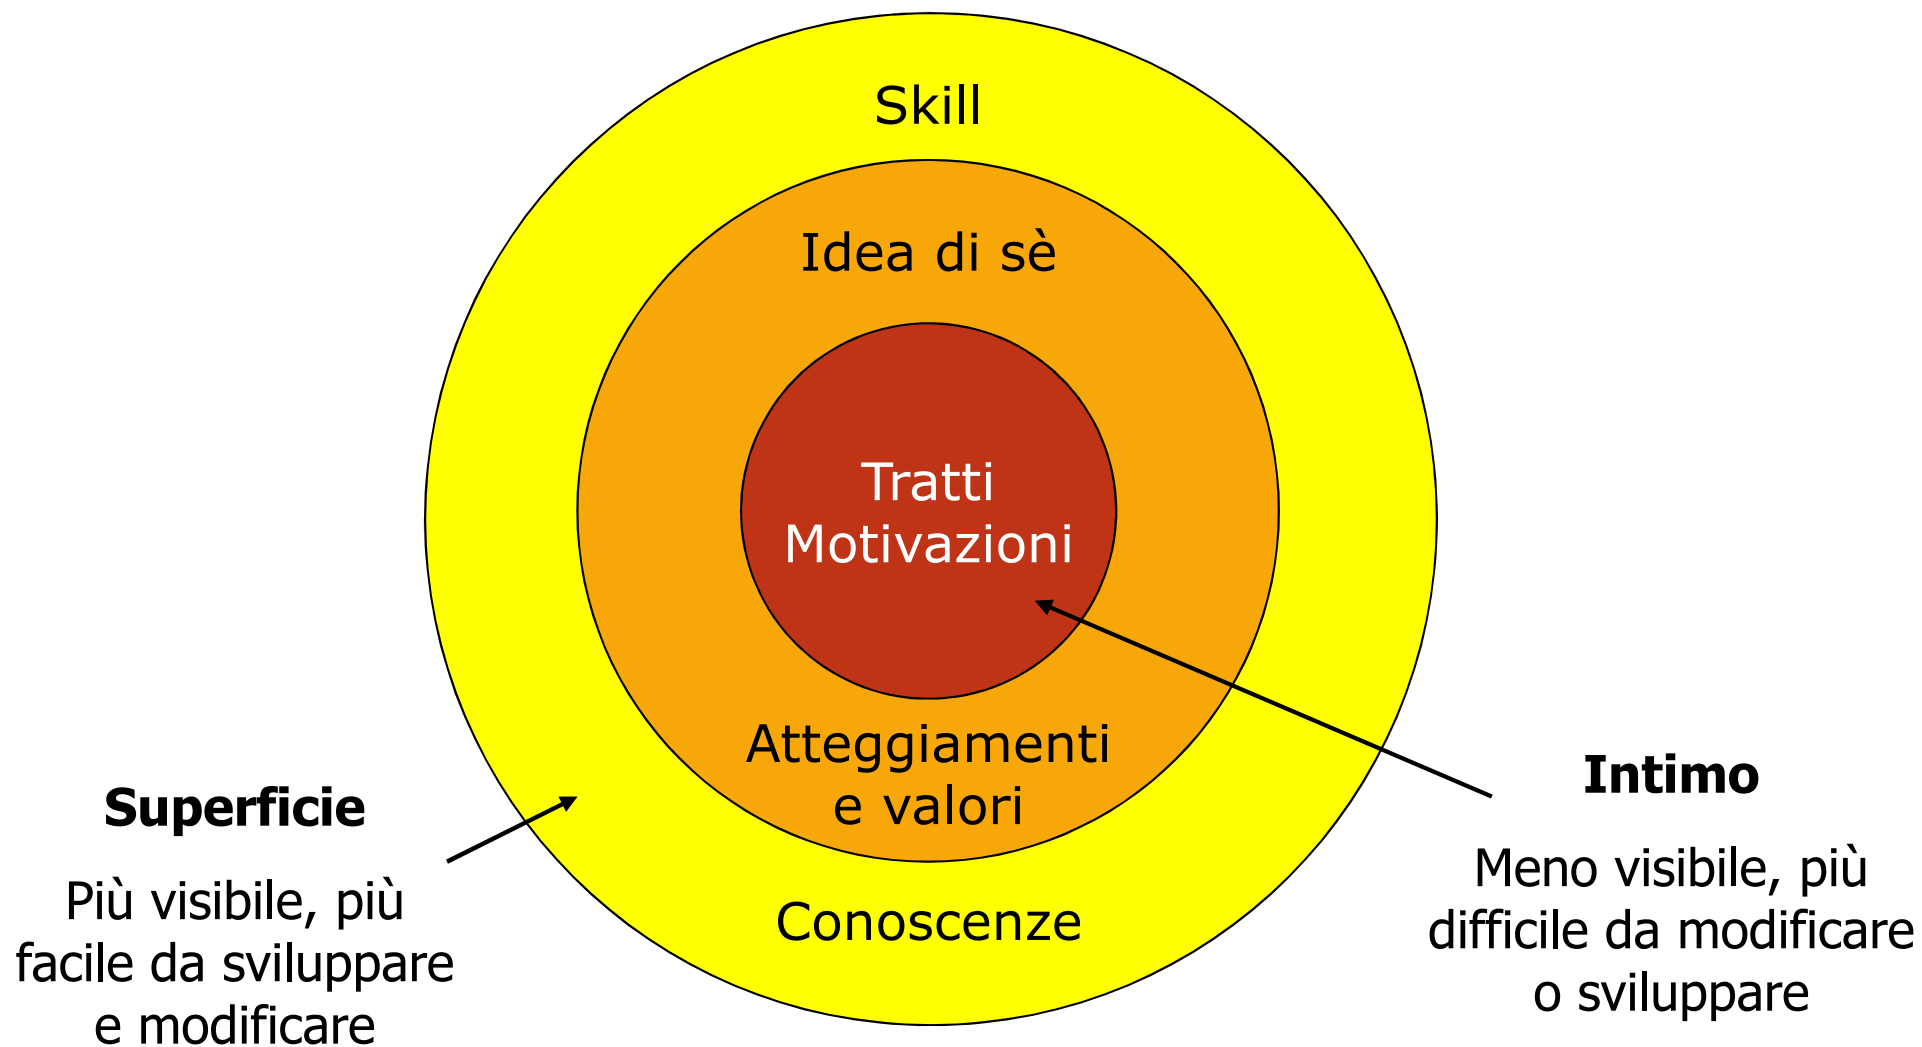 Skill
Idea di sè
Tratti
Motivazioni
Atteggiamenti
e valori
Conoscenze
Superficie
Più visibile, più
facile da sviluppare
e modificare
Intimo
Meno visibile, più
difficile da modificare
o sviluppare